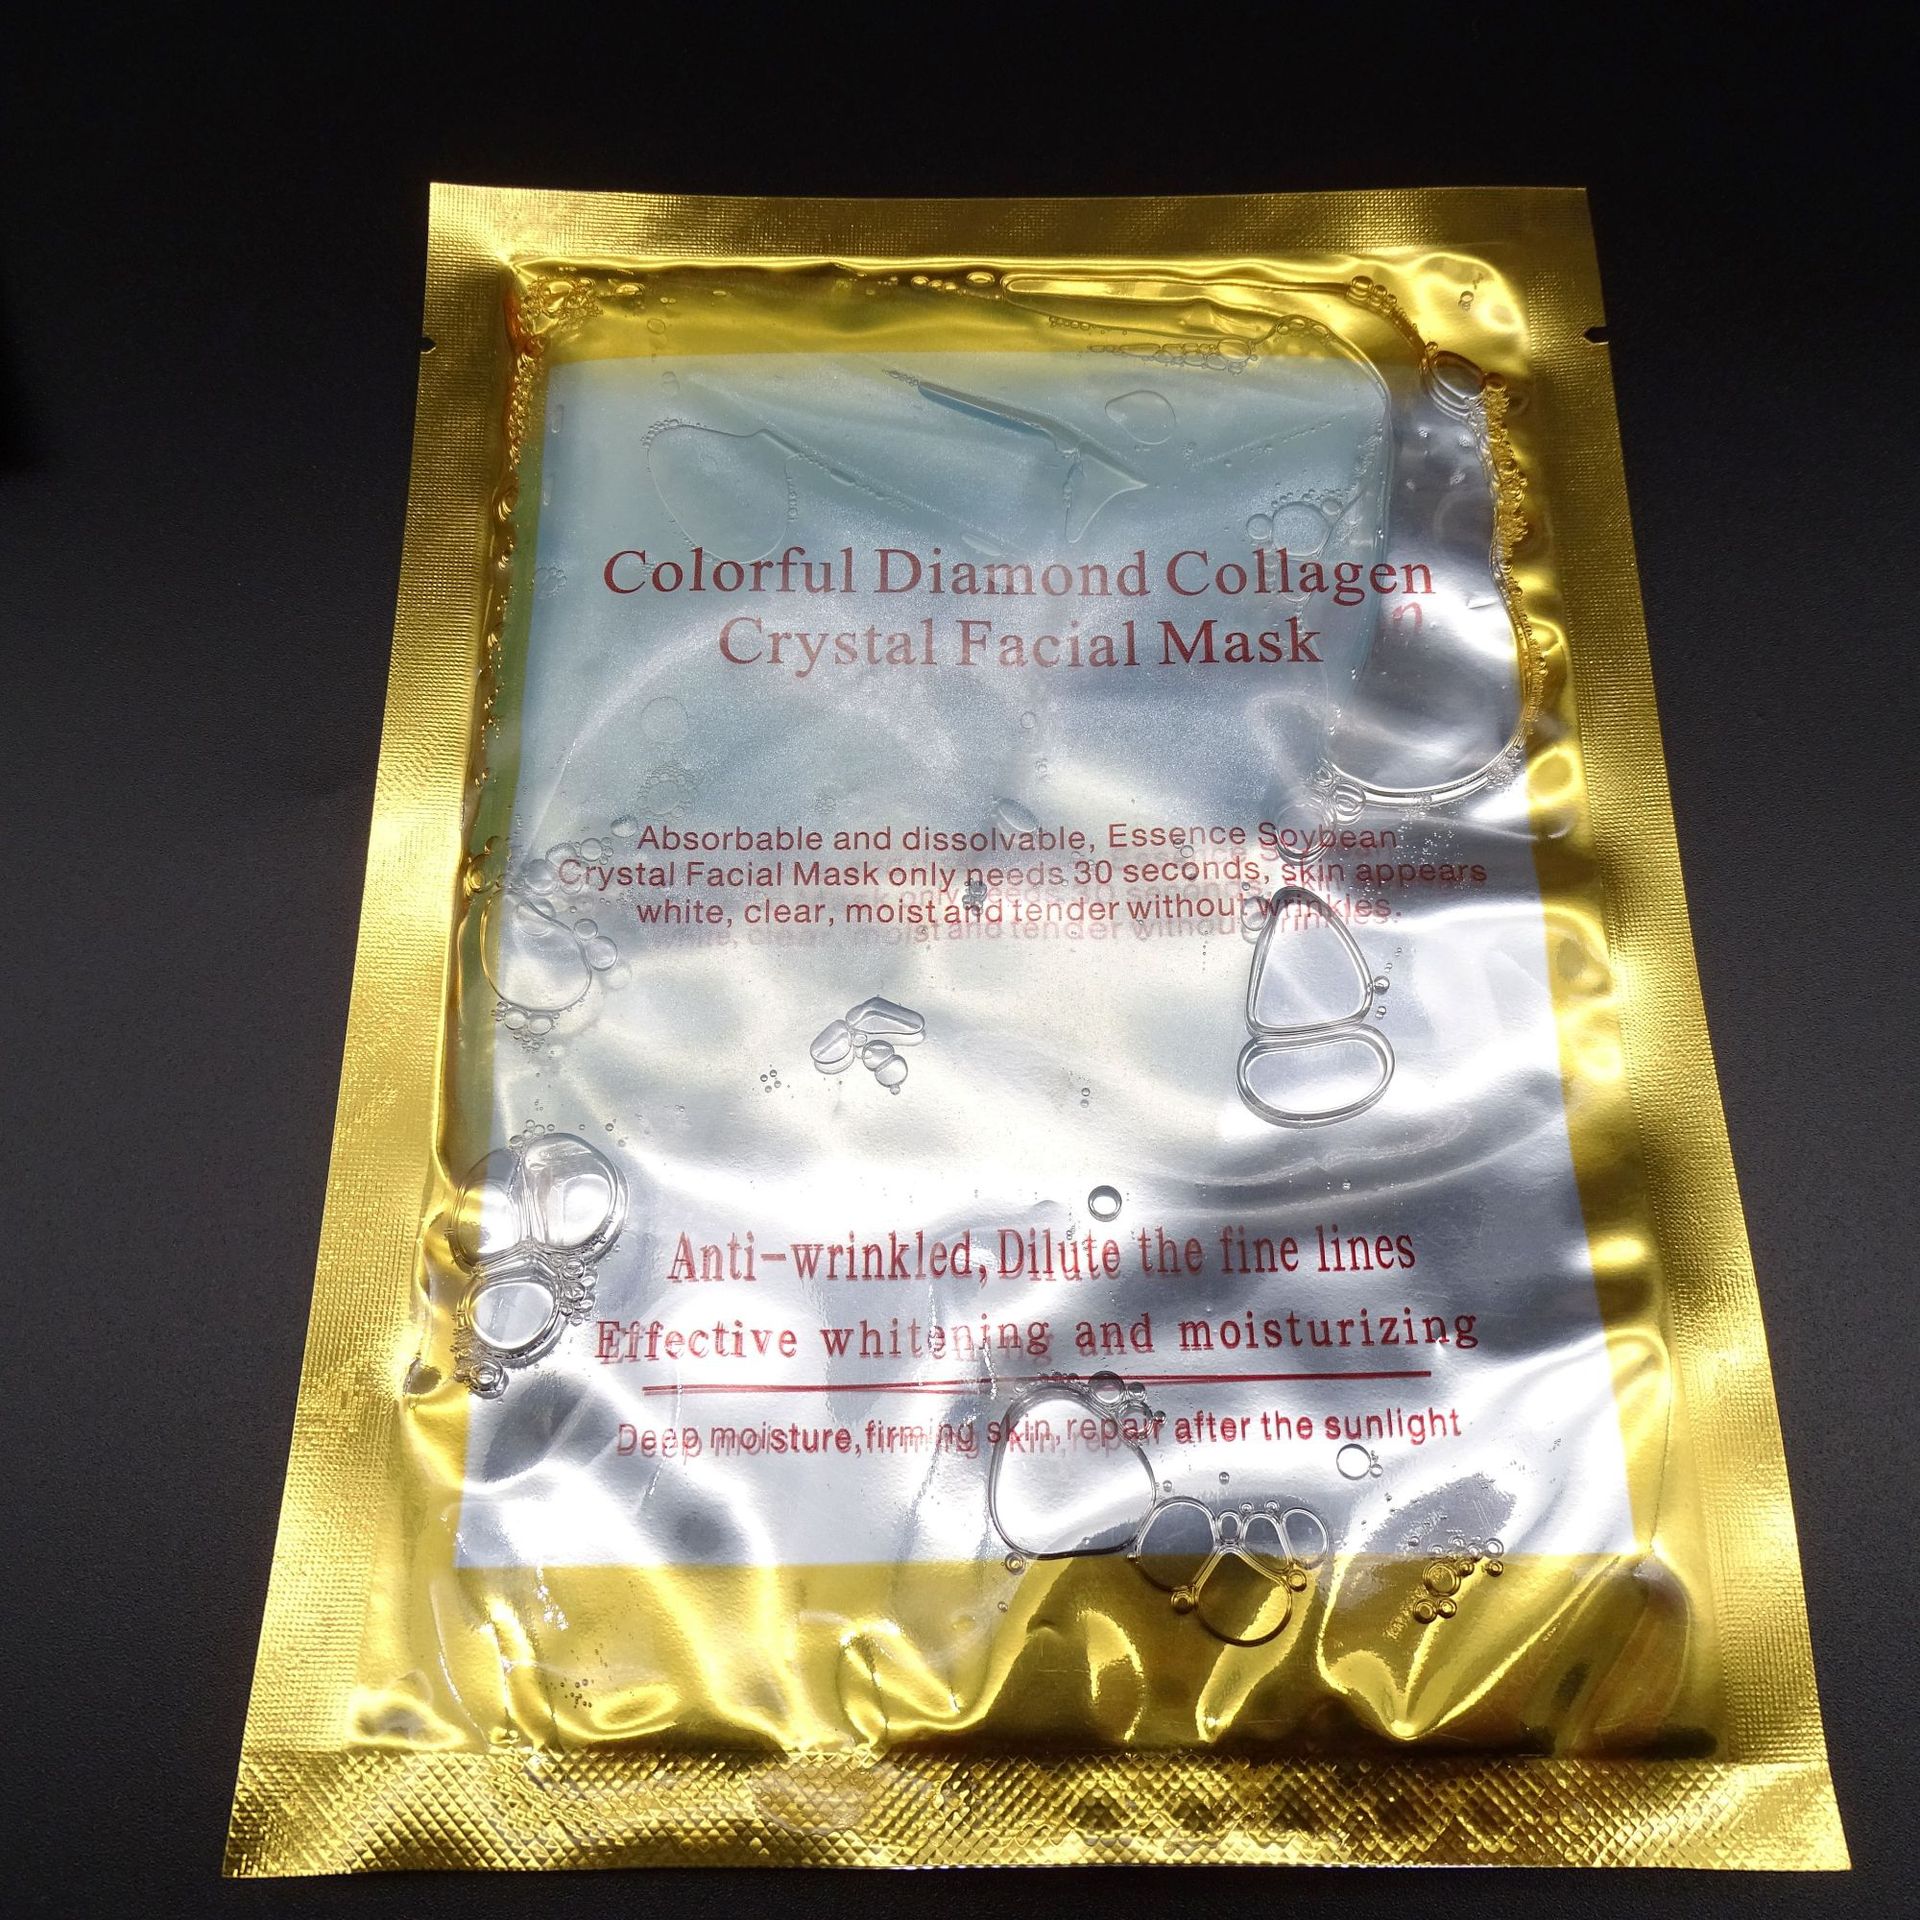 Colorful Diamond Collagen
Crystal Facial Mask
Absorbable and dissolvable, Essence Soybean
Crystal Facial Mask only needs 30 seconds, skin appears
white, clear, moist and tender without wrinkles.
Anti-wrinkled, Dilute the fine lines
Effective whitening and moisturizing
Deep moisture, firming skin, repair after the sunlight